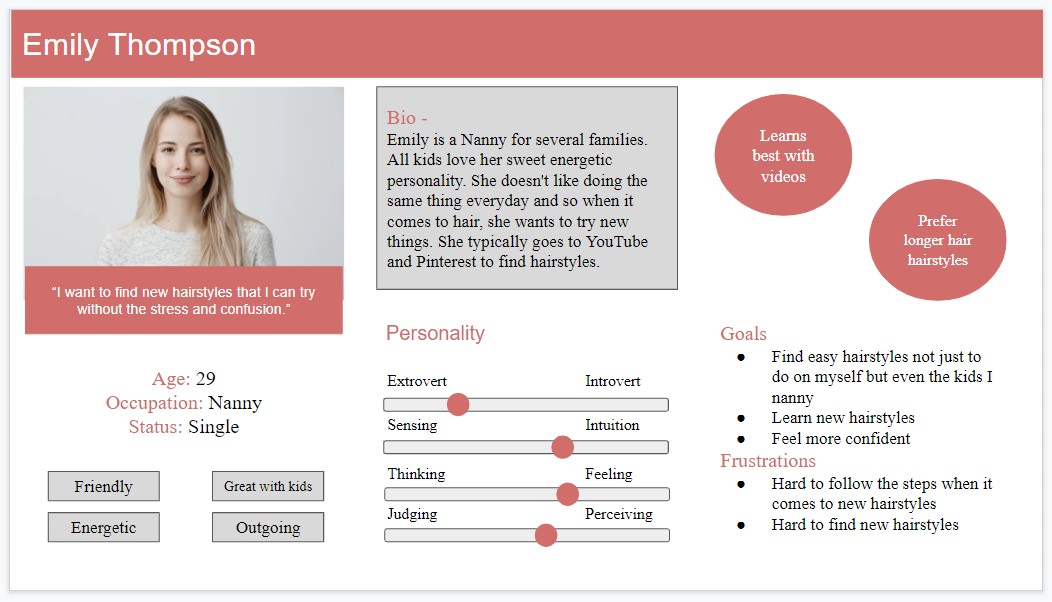 Emily Thompson
“I want to find new hairstyles that I can try
without the stress and confusion.”
Age: 29
Occupation: Nanny
Status: Single
Friendly
Great with kids
Energetic
Outgoing
Bio -
Emily is a Nanny for several families.
All kids love her sweet energetic
personality. She doesn't like doing the
same thing everyday and so when it
comes to hair, she wants to try new
things. She typically goes to YouTube
and Pinterest to find hairstyles.
Personality
Extrovert Introvert
Sensing Intuition
Thinking Feeling
Judging Perceiving
Learns
best with
videos
Prefer
longer hair
hairstyles
Goals
● Find easy hairstyles not just to
do on myself but even the kids I
nanny
● Learn new hairstyles
● Feel more confident
Frustrations
● Hard to follow the steps when it
comes to new hairstyles
● Hard to find new hairstyles